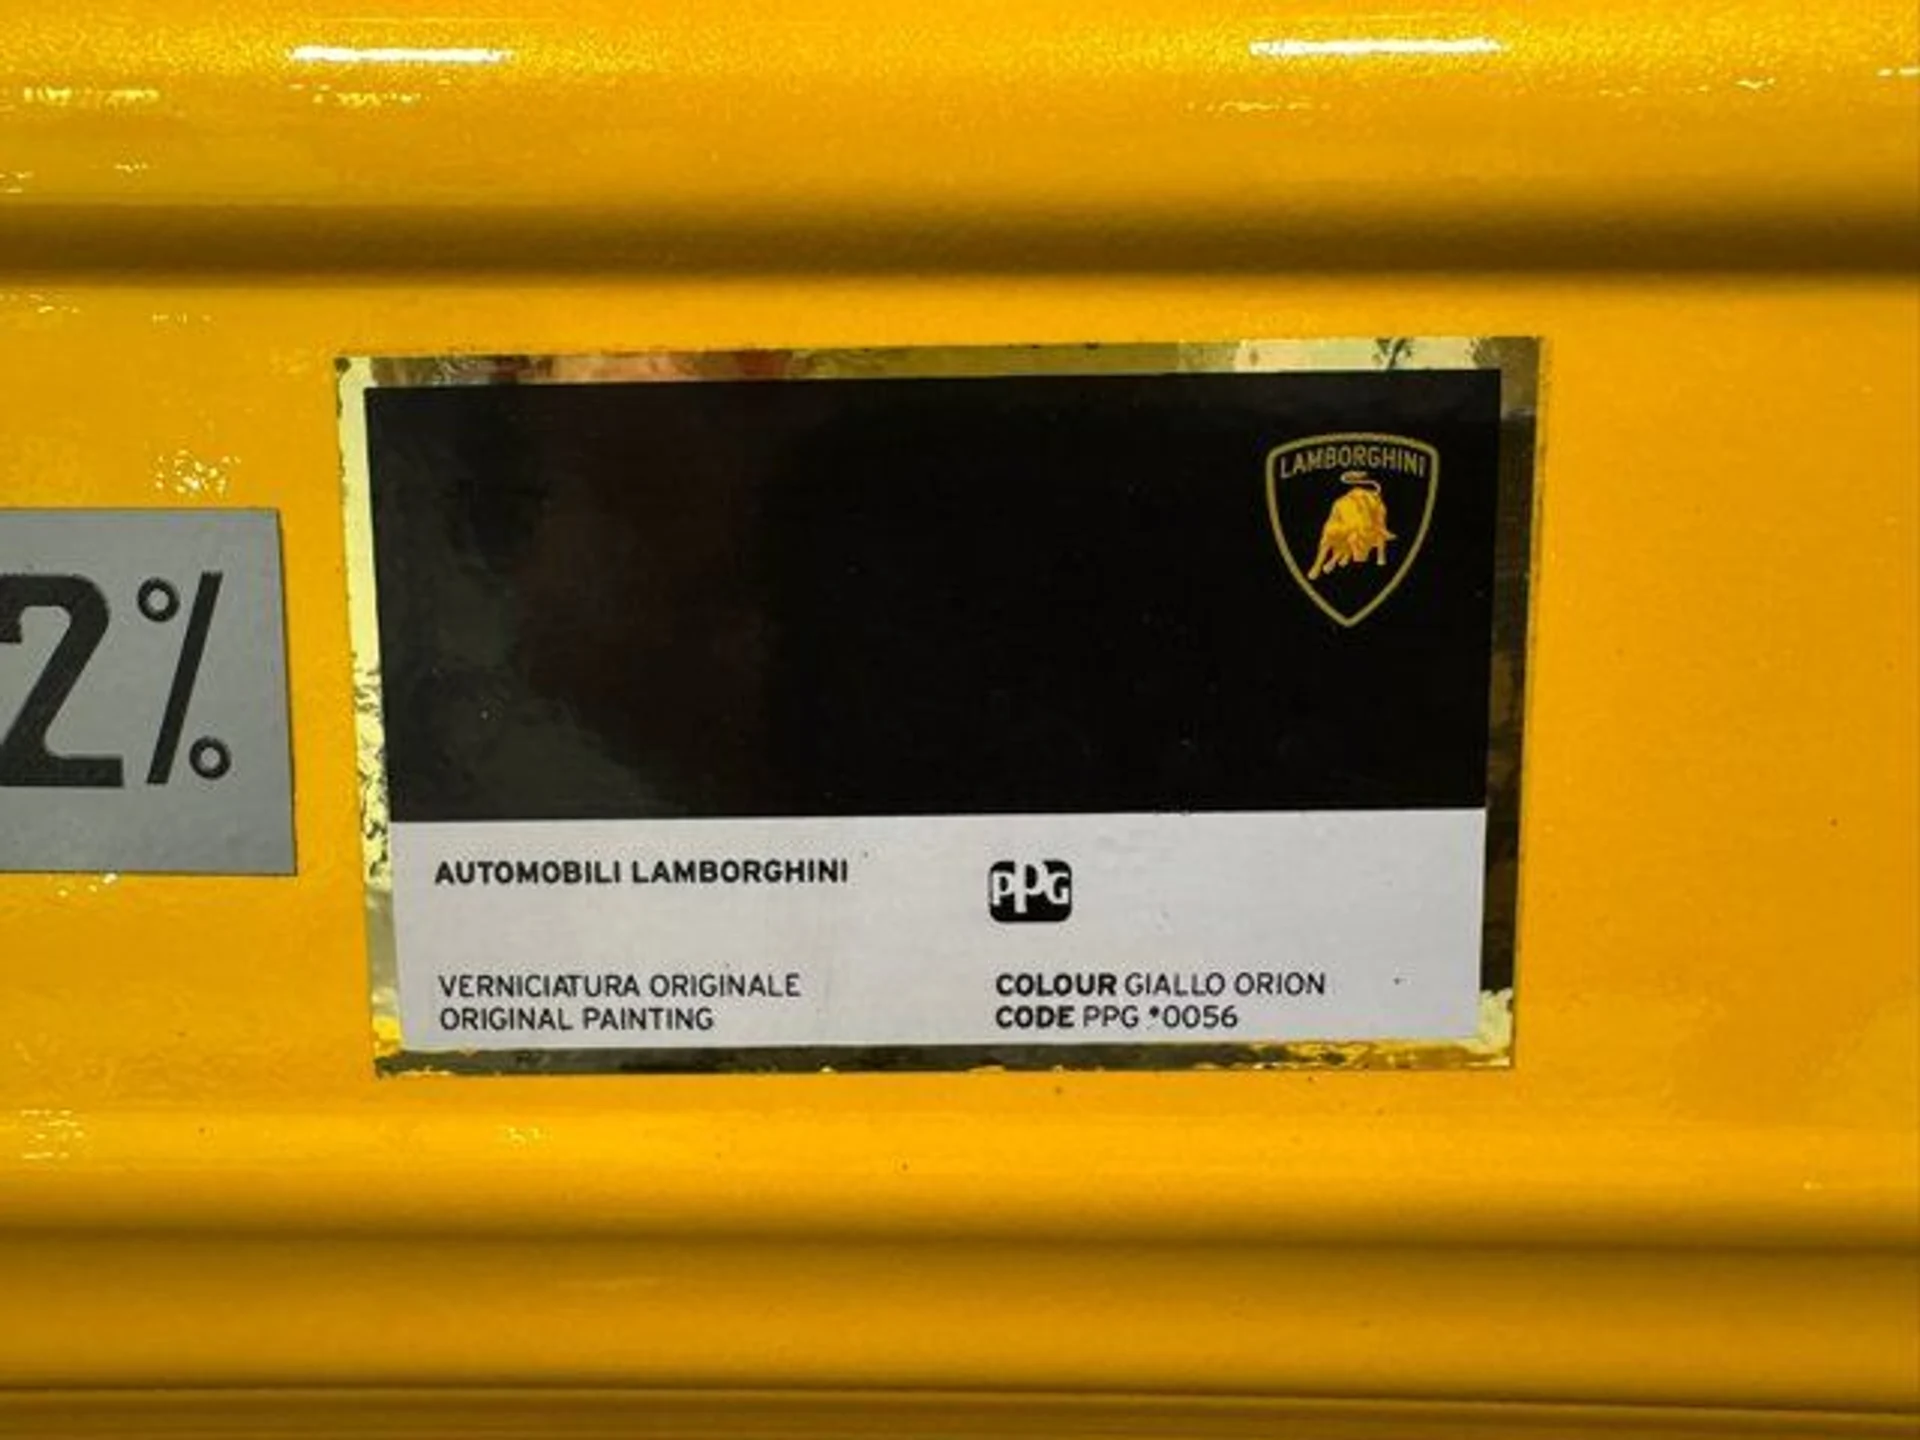 LAMBORGHINI
2%
AUTOMOBILI LAMBORGHINI
PPG
VERNICIATURA ORIGINALE
ORIGINAL PAINTING
COLOUR GIALLO ORION
CODE PPG *0056